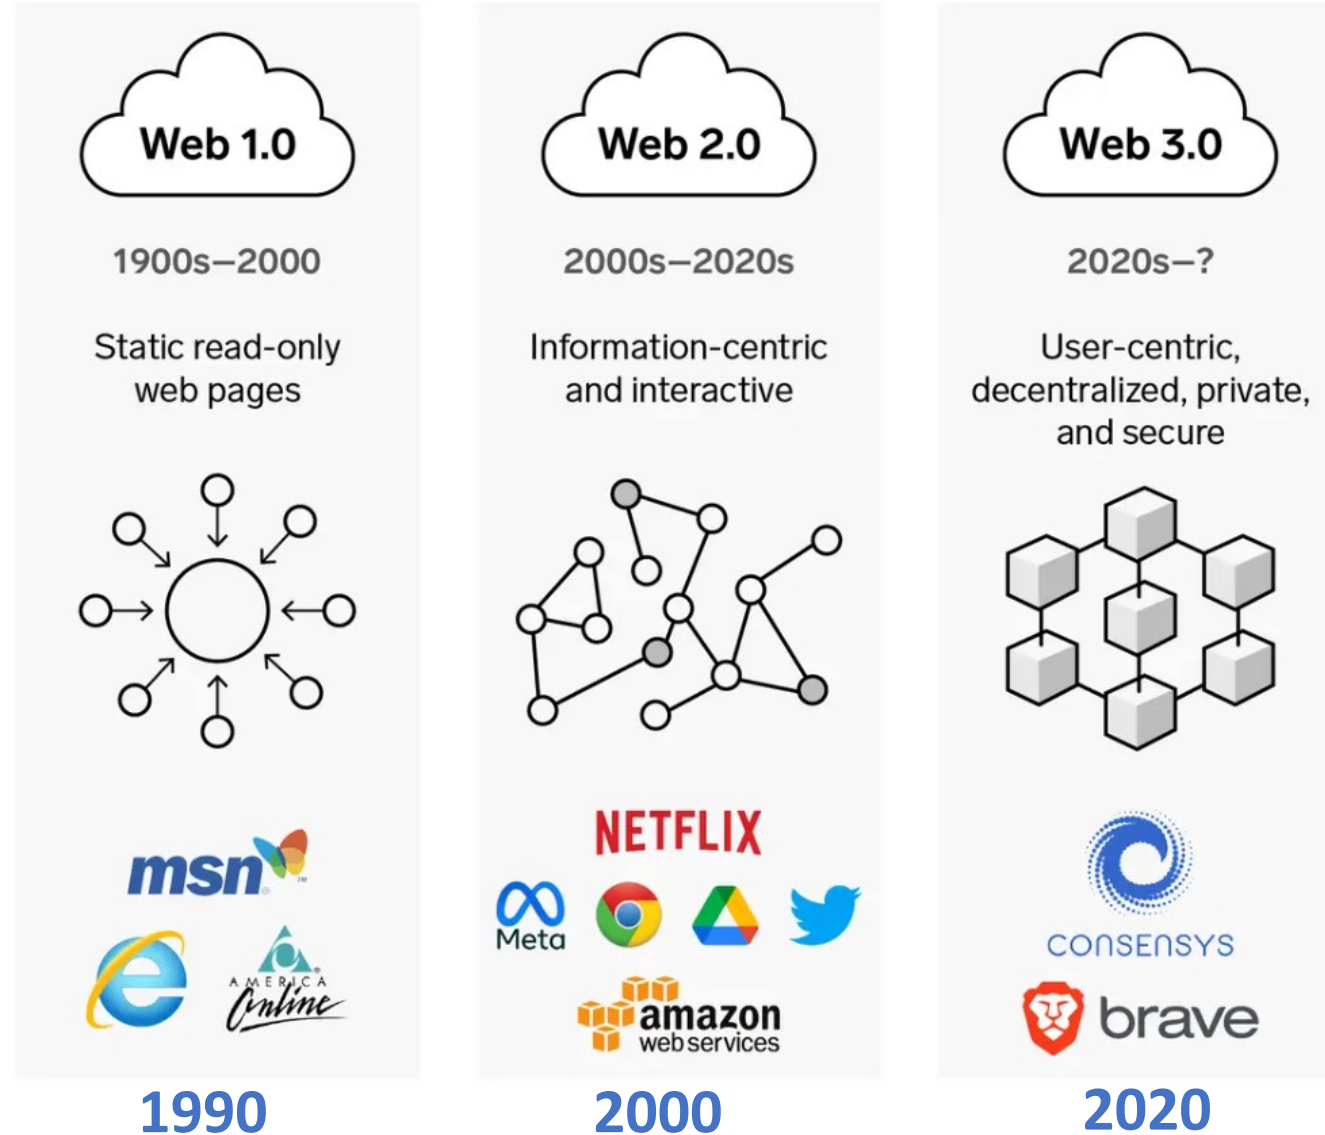 Web 1.0
1900s–2000
Static read-only
web pages
msn
AMERICA
Online
1990
Web 2.0
2000s–2020s
Information-centric
and interactive
NETFLIX
Meta
amazon
webservices
2000
Web 3.0
2020s–?
User-centric,
decentralized, private,
and secure
CONSENSYS
brave
2020